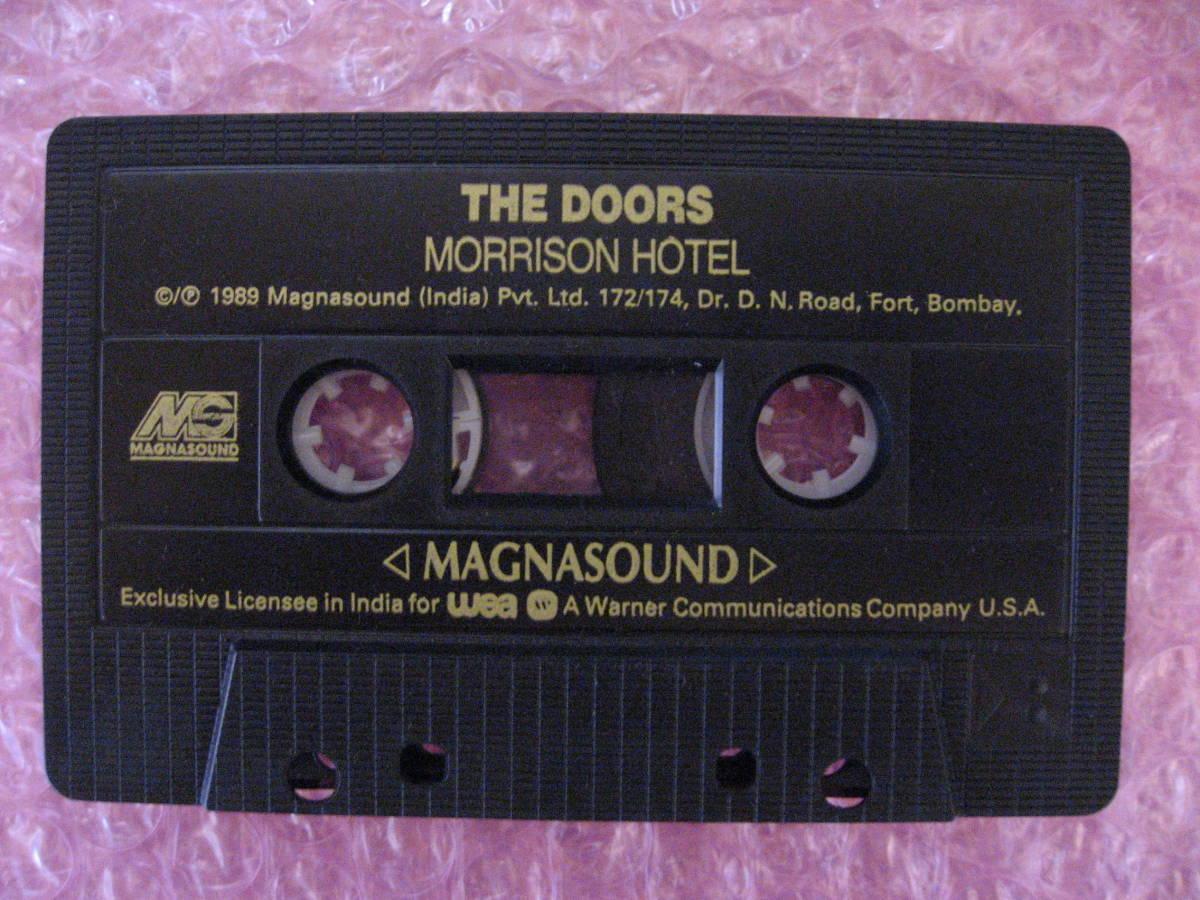 THE DOORS
MORRISON HOTEL
©/℗ 1989 Magnasound (India) Pvt. Ltd. 172/174, Dr. D. N. Road, Fort, Bombay.
MS
MAGNASOUND
◁ MAGNASOUND ▷
Exclusive Licensee in India for wea W A Warner Communications Company U.S.A.